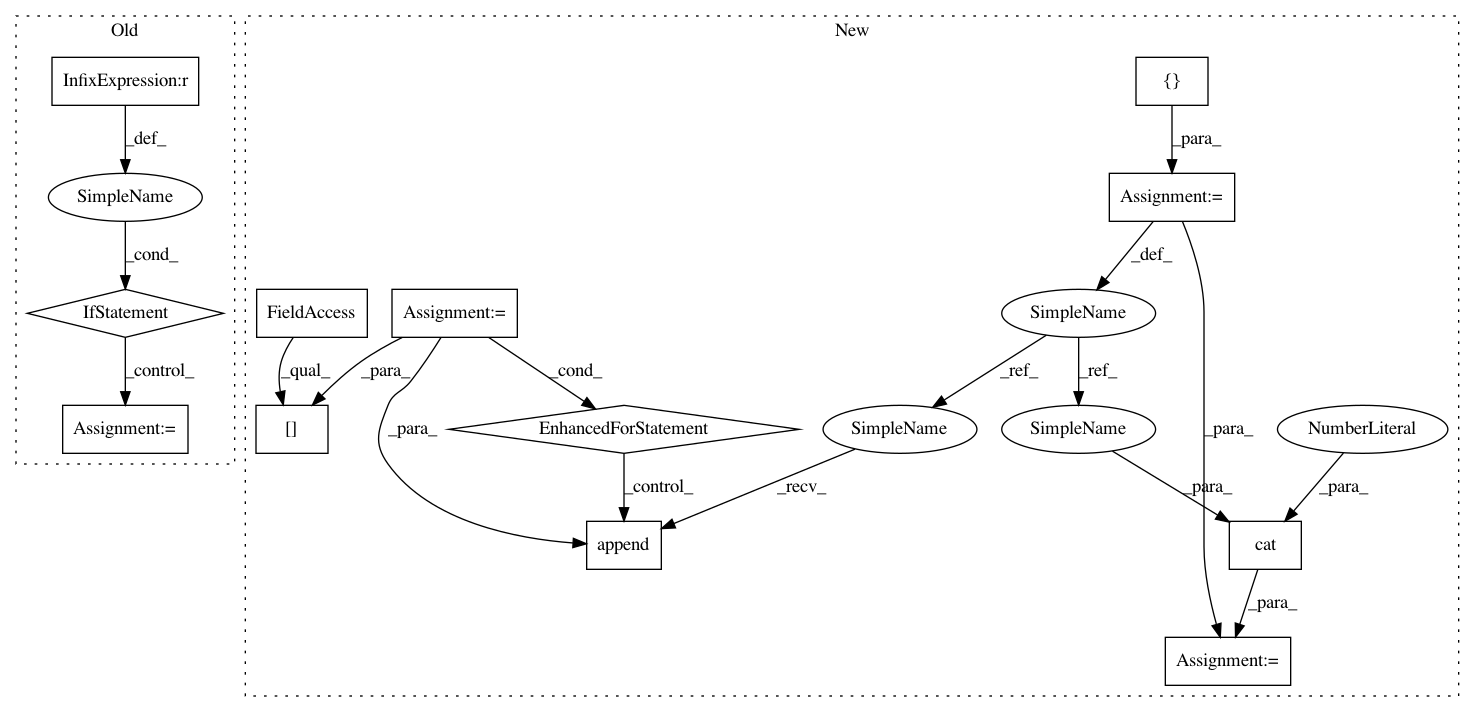 Old
New
InfixExpression:r
{}
_def_
_para_
SimpleName
Assignment:=
_cond_
_def_
IfStatement
FieldAccess
Assignment:=
SimpleName
_control_
_qual_
_para_
_cond_
_ref_
_ref_
Assignment:=
[]
_para_
EnhancedForStatement
SimpleName
SimpleName
_para_
NumberLiteral
_control_
_recv_
_para_
_para_
append
cat
_para_
Assignment:=